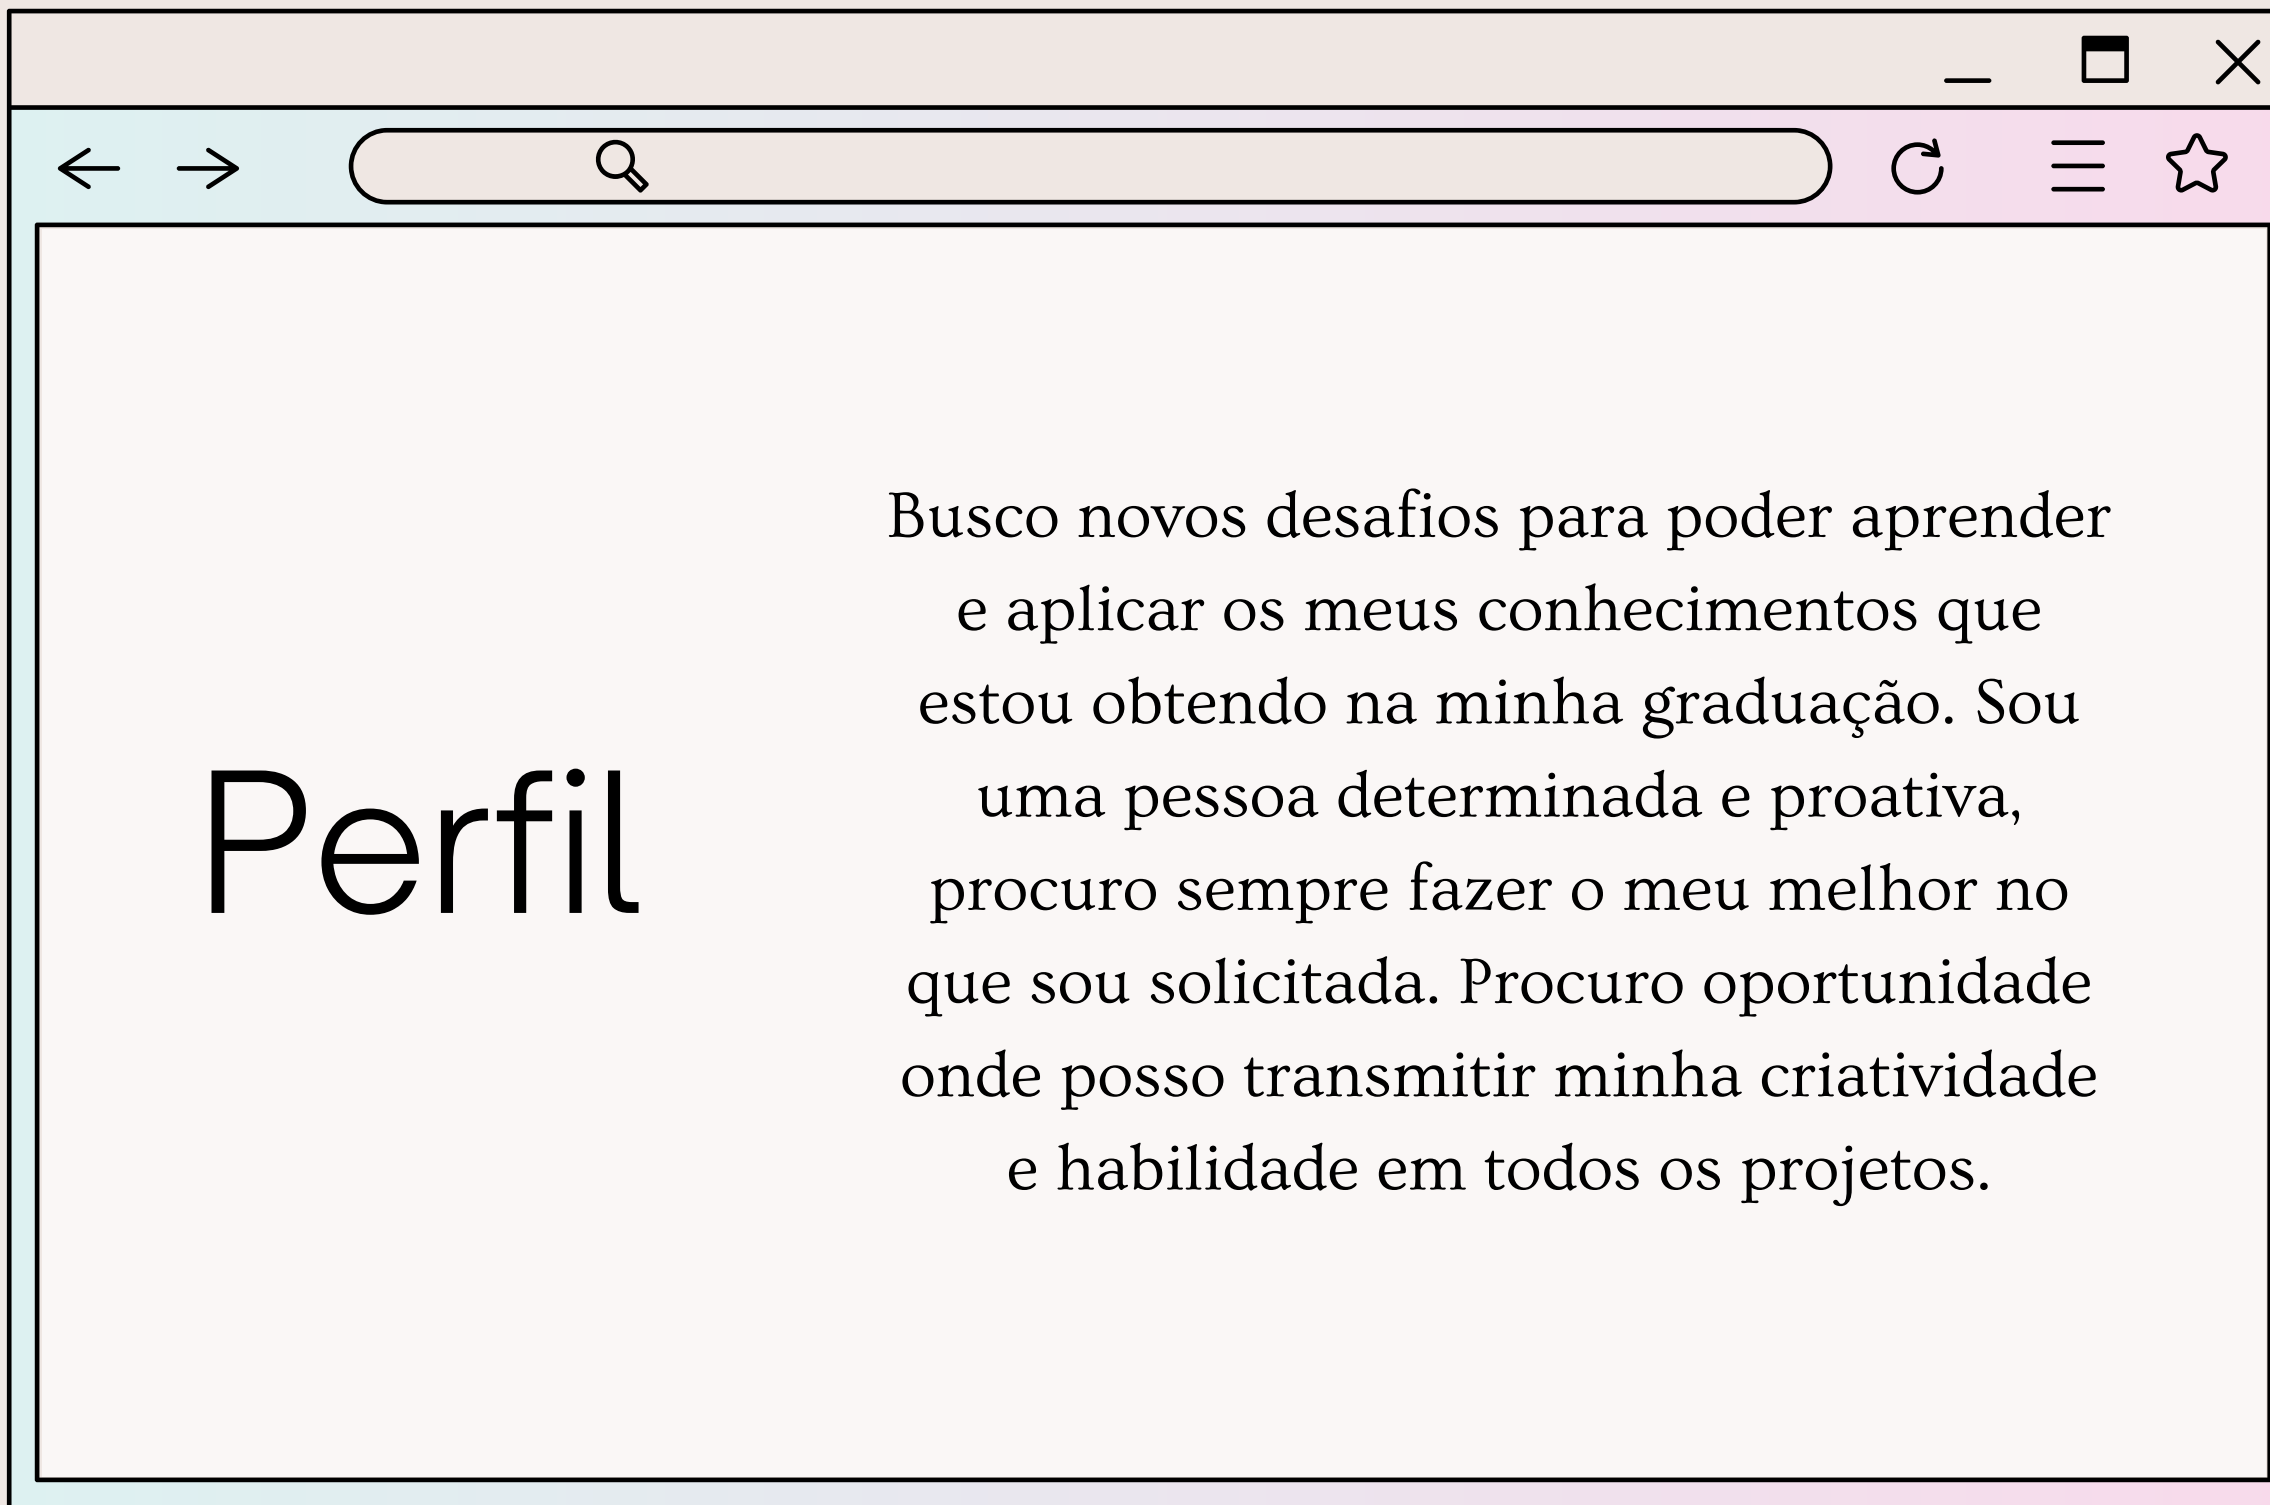 Perfil
Busco novos desafios para poder aprender
e aplicar os meus conhecimentos que
estou obtendo na minha graduação. Sou
uma pessoa determinada e proativa,
procuro sempre fazer o meu melhor no
que sou solicitada. Procuro oportunidade
onde posso transmitir minha criatividade
e habilidade em todos os projetos.